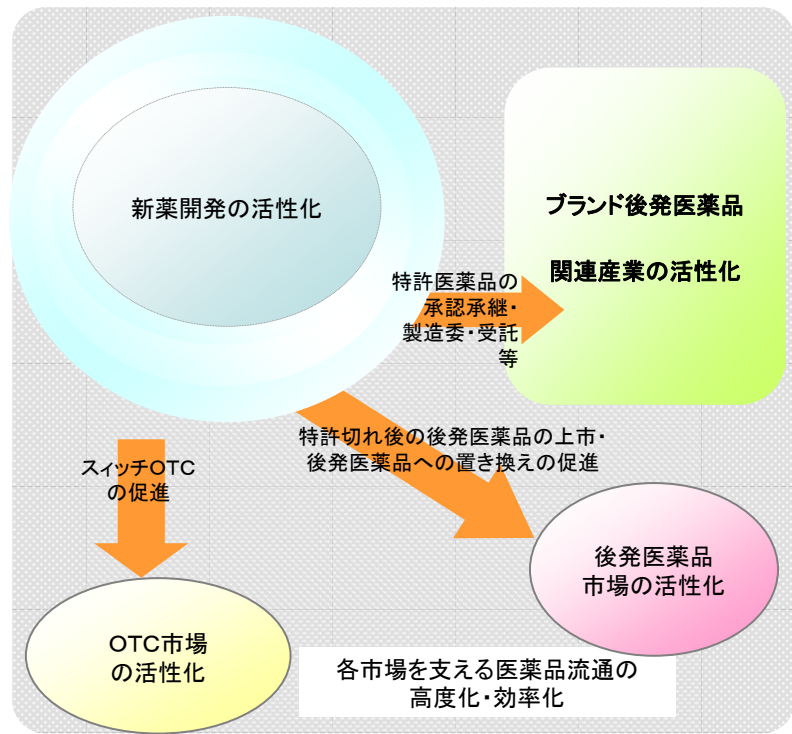 新薬開発の活性化
ブランド後発医薬品
関連産業の活性化
特許医薬品の
承認承継・
製造委・受託
等
特許切れ後の後発医薬品の上市・
後発医薬品への置き換えの促進
スィッチOTC
の促進
後発医薬品
市場の活性化
OTC市場
の活性化
各市場を支える医薬品流通の
高度化・効率化